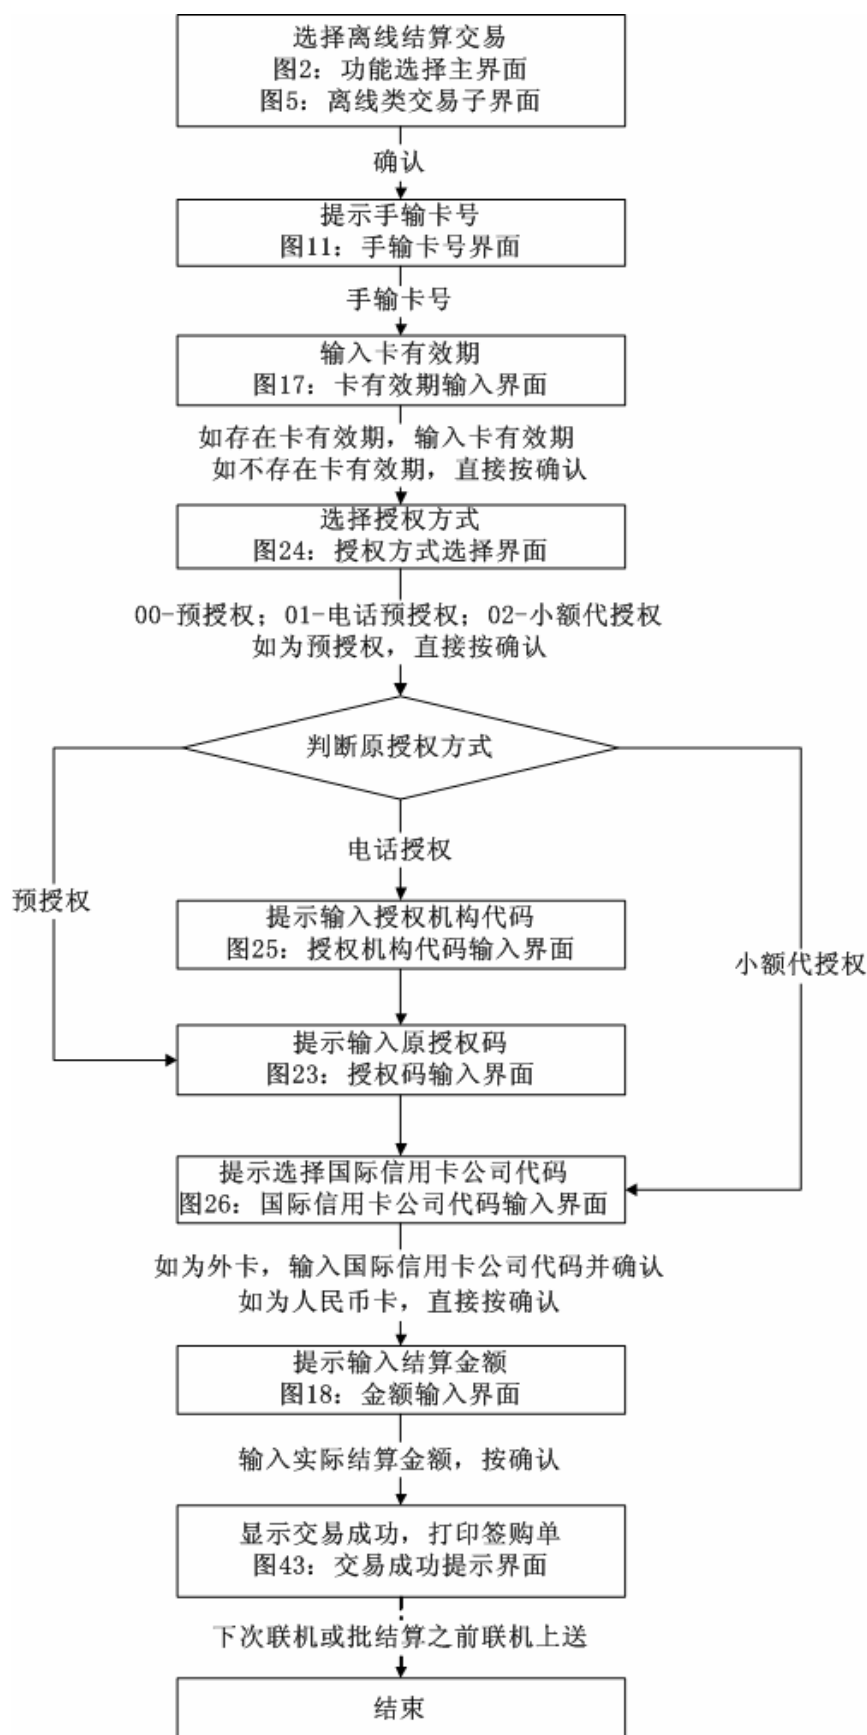 选择离线结算交易
图2：功能选择主界面
图5：离线类交易子界面
确认
提示手输卡号
图11：手输卡号界面
手输卡号
输入卡有效期
图17：卡有效期输入界面
如存在卡有效期，输入卡有效期
如不存在卡有效期，直接按确认
选择授权方式
图24：授权方式选择界面
00-预授权；01-电话预授权；02-小额代授权
如为预授权，直接按确认
判断原授权方式
电话授权
预授权
提示输入授权机构代码
图25：授权机构代码输入界面
小额代授权
提示输入原授权码
图23：授权码输入界面
提示选择国际信用卡公司代码
图26：国际信用卡公司代码输入界面
如为外卡，输入国际信用卡公司代码并确认
如为人民币卡，直接按确认
提示输入结算金额
图18：金额输入界面
输入实际结算金额，按确认
显示交易成功，打印签购单
图43：交易成功提示界面
下次联机或批结算之前联机上送
结束